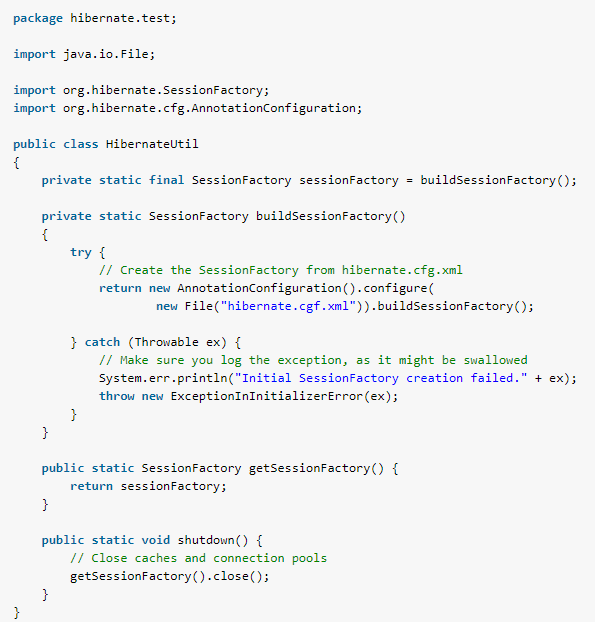 package hibernate.test;
import java.io.File;
import org.hibernate.SessionFactory;
import org.hibernate.cfg.AnnotationConfiguration;
public class HibernateUtil
{
private static final SessionFactory sessionFactory = buildSessionFactory();
private static SessionFactory buildSessionFactory()
{
try {
// Create the SessionFactory from hibernate.cfg.xml
return new AnnotationConfiguration().configure(
new File("hibernate.cgf.xml")).buildSessionFactory();
} catch (Throwable ex) {
// Make sure you log the exception, as it might be swallowed
System.err.println("Initial SessionFactory creation failed." + ex);
throw new ExceptionInInitializerError(ex);
}
}
public static SessionFactory getSessionFactory() {
return sessionFactory;
}
public static void shutdown() {
// Close caches and connection pools
getSessionFactory().close();
}
}